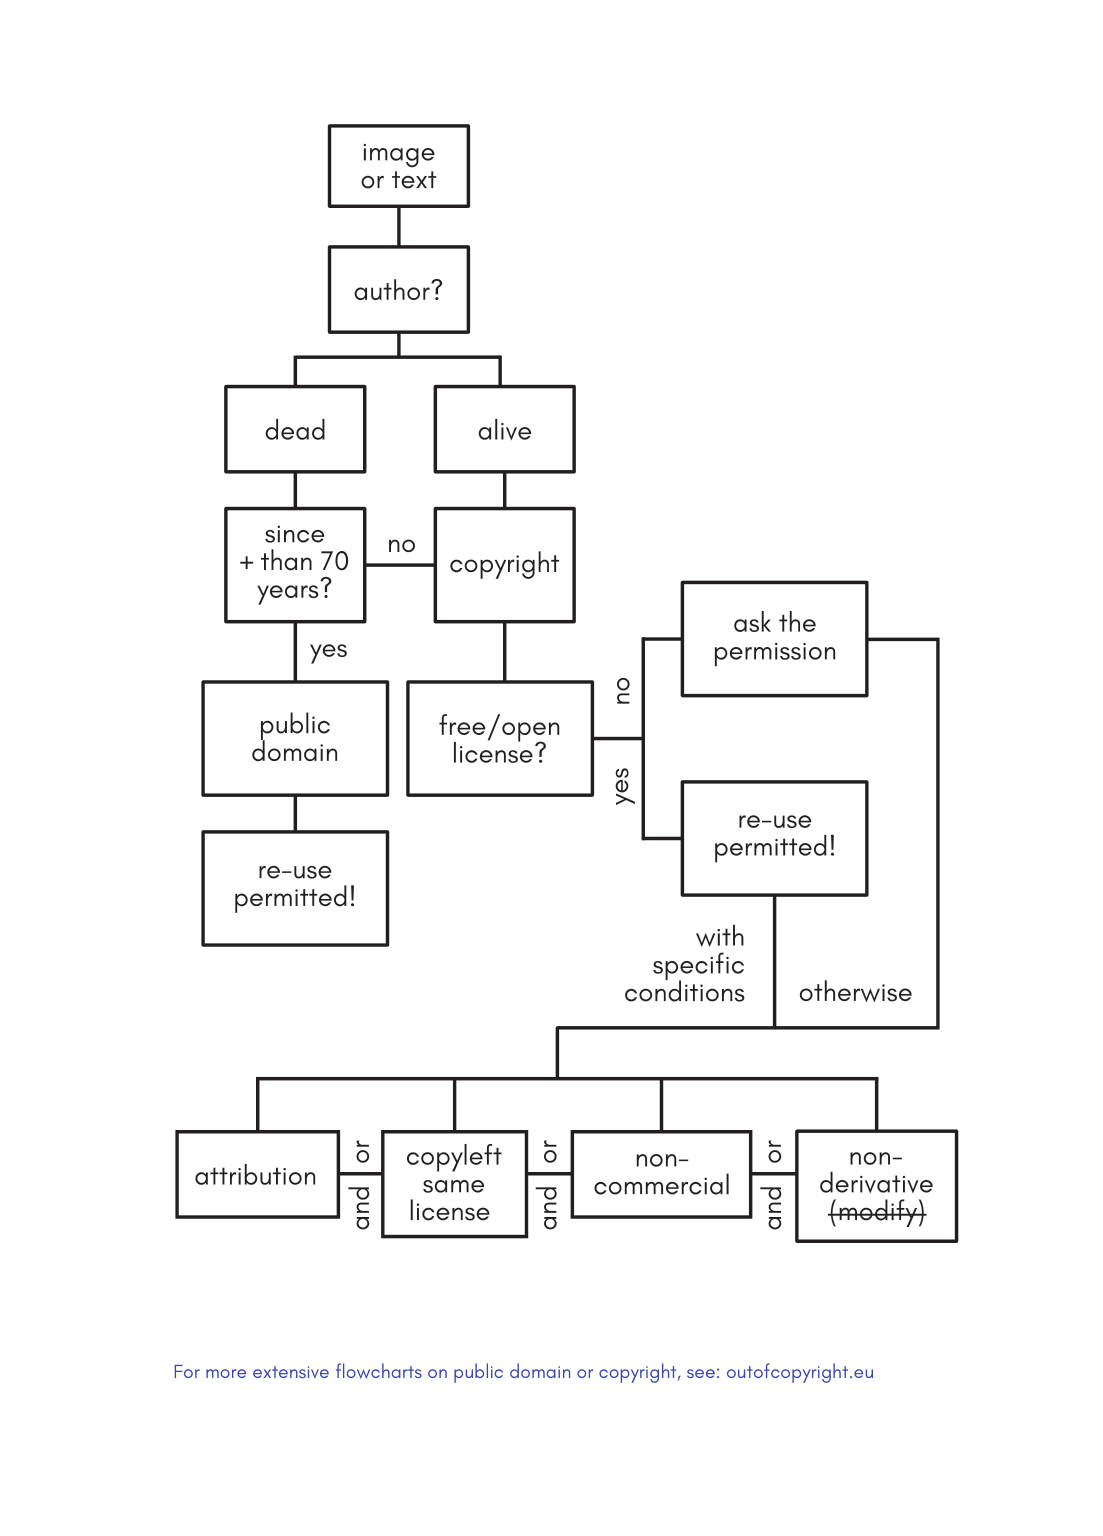 image
or text
author?
dead
alive
since
+ than 70
years?
no
copyright
yes
public
domain
re-use
permitted!
free/open
license?
no
yes
ask the
permission
re-use
permitted!
with
specific
conditions
otherwise
attribution
or
and
copyleft
same
license
or
and
non-
commercial
or
and
non-
derivative
(modify)
For more extensive flowcharts on public domain or copyright, see: outofcopyright.eu